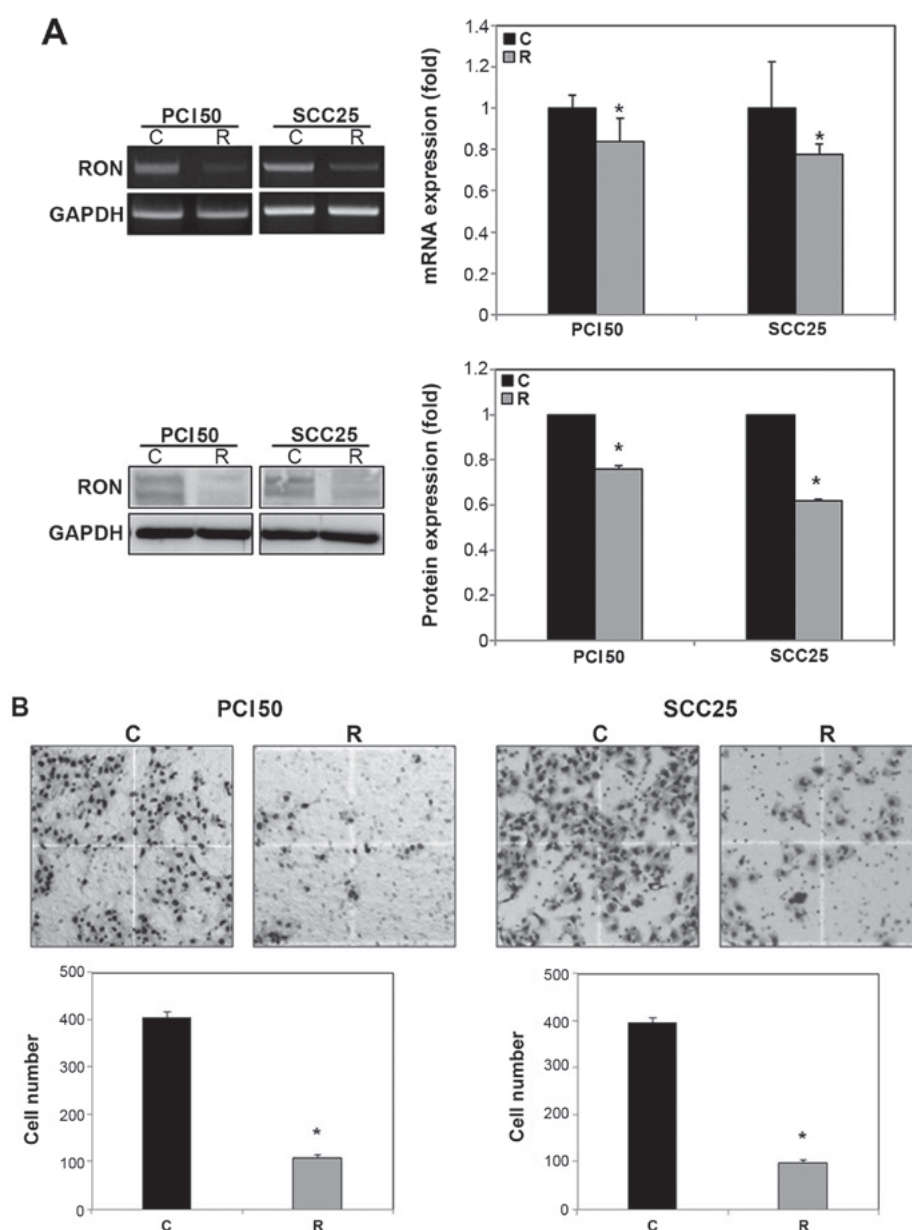 A
PCI50 SCC25
C R C R
RON
GAPDH
C
R
mRNA expression (fold)
1.4
1.2
1
0.8
0.6
0.4
0.2
0
PCI50 SCC25
PCI50 SCC25
C R C R
RON
GAPDH
C
R
Protein expression (fold)
1.2
1
0.8
0.6
0.4
0.2
0
PCI50 SCC25
* * * *
B
PCI50 SCC25
C R C R
Cell number
500
400
300
200
100
0
*
C R
Cell number
500
400
300
200
100
0
*
C R